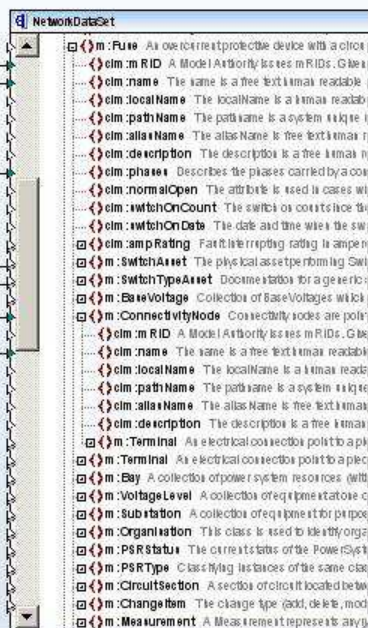 NetworkDataSet
m:Fuse An overcurrent protective device with a circu
cim:mRID A Model Authority issues mRIDs. Given
cim:name The name is a free text human readable
cim:localName The localName is a human readab
cim:pathName The pathname is a system unique n
cim:aliasName The aliasName is free text human r
cim:description The description is a free human r
cim:phases Describes the phases carried by a con
cim:normalOpen The attribute is used in cases wh
cim:switchOnCount The switch on count since the
cim:switchOnDate The date and time when the sw
cim:ampRating Fault interrupting rating in amper
m:SwitchAsset The physical asset performing Swi
m:SwitchTypeAsset Documentation for a generic
m:BaseVoltage Collection of BaseVoltages which
m:ConnectivityNode Connectivity nodes are poin
cim:mRID A Model Authority issues mRIDs. Give
cim:name The name is a free text human readabl
cim:localName The localName is a human reada
cim:pathName The pathname is a system unique
cim:aliasName The aliasName is free text human
cim:description The description is a free human
m:Terminal An electrical connection point to a pi
m:Terminal An electrical connection point to a piec
m:Bay A collection of power system resources (with
m:VoltageLevel A collection of equipment at one c
m:Substation A collection of equipment for purpos
m:Organisation This class is used to identify orga
m:PSRStatus The current status of the PowerSyst
m:PSRType Classifying instances of the same clas
m:CircuitSection A section of circuit located betw
m:ChangeItem The change type (add, delete, mod
m:Measurement A Measurement represents any